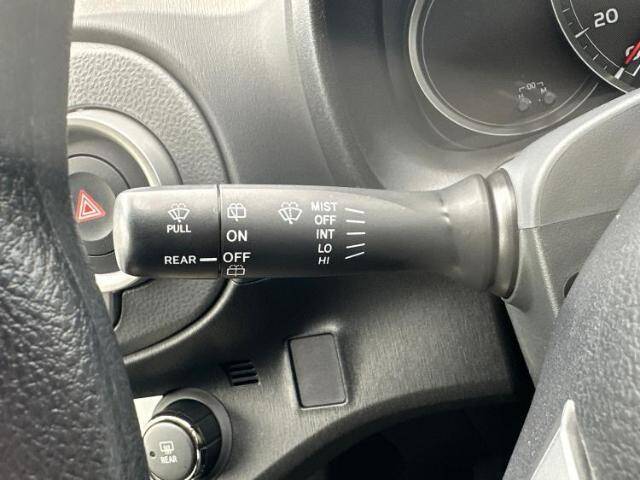 20
PULL
REAR
ON
OFF
MIST
OFF
INT
LO
HI
REAR